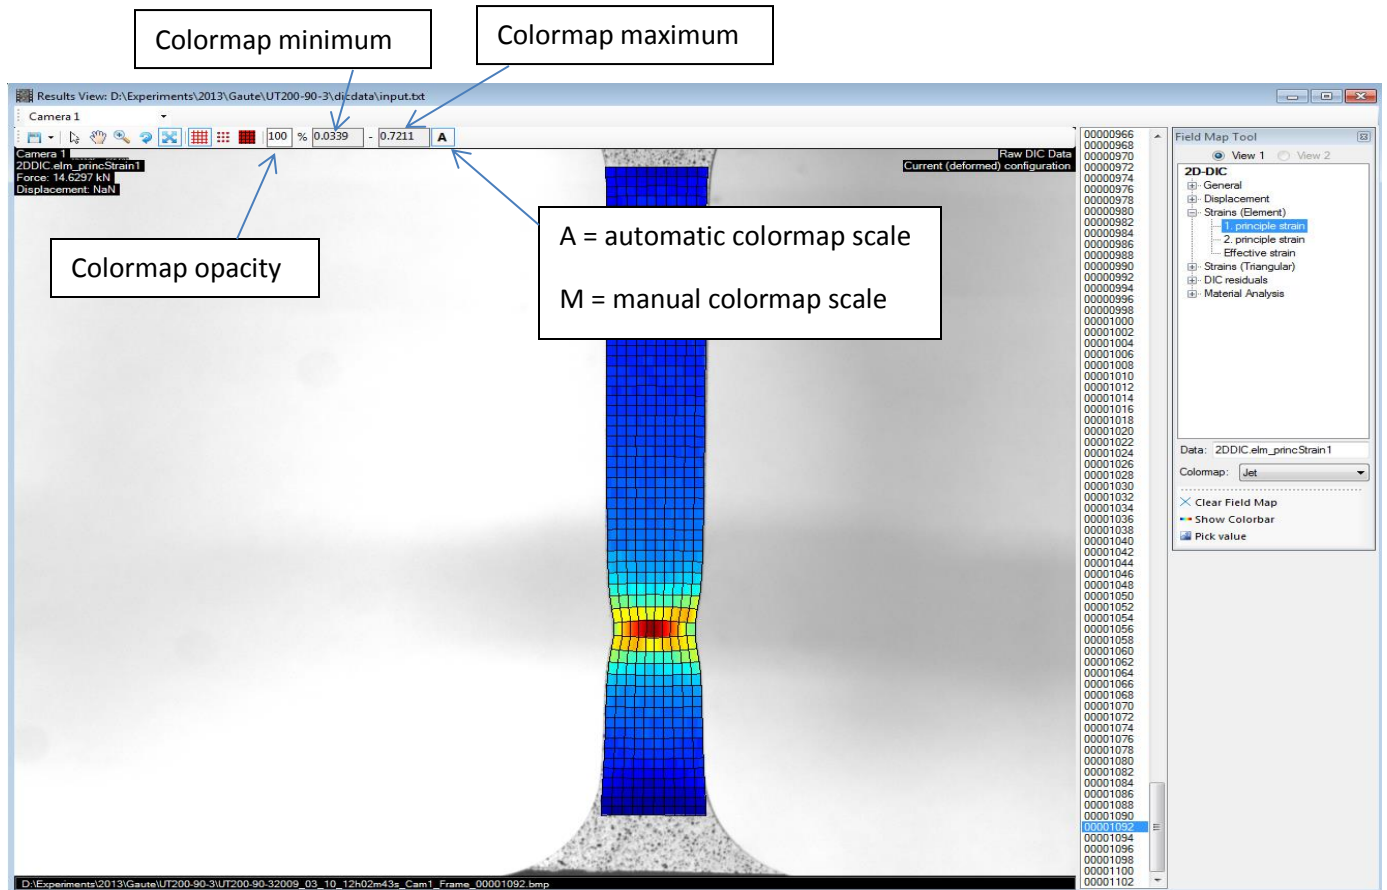 Colormap minimum
Colormap maximum
Results View: D:\Experiments\2013\Gaute\UT200-90-3\dicdata\input.txt
Camera 1
100 % 0.0339 - 0.7211 A
Camera 1
2DDIC.elm_princStrain1
Force: 14.6297 kN
Displacement: NaN
Raw DIC Data
Current (deformed) configuration
Colormap opacity
A = automatic colormap scale
M = manual colormap scale
00000966
00000968
00000970
00000972
00000974
00000976
00000978
00000980
00000982
00000984
00000986
00000988
00000990
00000992
00000994
00000996
00000998
00001000
00001002
00001004
00001006
00001008
00001010
00001012
00001014
00001016
00001018
00001020
00001022
00001024
00001026
00001028
00001030
00001032
00001034
00001036
00001038
00001040
00001042
00001044
00001046
00001048
00001050
00001052
00001054
00001056
00001058
00001060
00001062
00001064
00001066
00001068
00001070
00001072
00001074
00001076
00001078
00001080
00001082
00001084
00001086
00001088
00001090
00001092
00001094
00001096
00001098
00001100
00001102
Field Map Tool
View 1 View 2
2D-DIC
General
Displacement
Strains (Element)
1. principle strain
2. principle strain
Effective strain
Strains (Triangular)
DIC residuals
Material Analysis
Data: 2DDIC.elm_princStrain1
Colormap: Jet
Clear Field Map
Show Colorbar
Pick value
D:\Experiments\2013\Gaute\UT200-90-3\UT200-90-32009_03_10_12h02m43s_Cam1_Frame_00001092.bmp